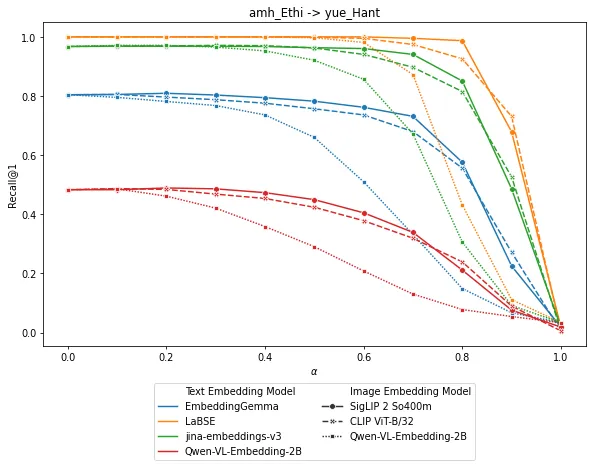 amh_Ethi -> yue_Hant
Recall@1
1.0
0.8
0.6
0.4
0.2
0.0
0.0 0.2 0.4 0.6 0.8 1.0
α
Text Embedding Model
EmbeddingGemma
LaBSE
jina-embeddings-v3
Qwen-VL-Embedding-2B
Image Embedding Model
SigLIP 2 So400m
CLIP ViT-B/32
Qwen-VL-Embedding-2B